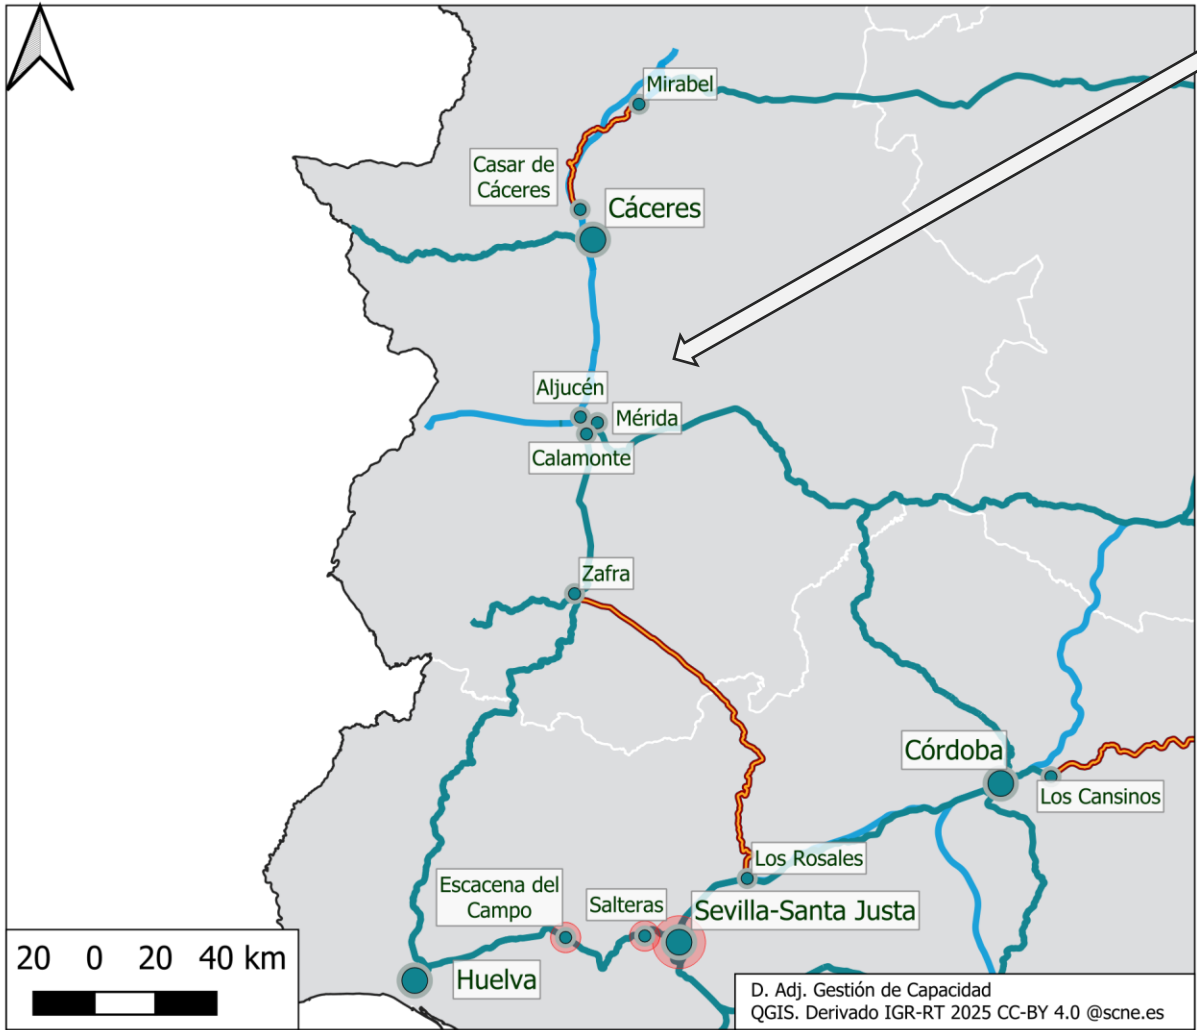 Mirabel
Casar de
Cáceres
Cáceres
Aljucén
Mérida
Calamonte
Zafra
Córdoba
Los Cansinos
Los Rosales
Escacena del
Campo
Salteras
Sevilla-Santa Justa
Huelva
20 0 20 40 km
D. Adj. Gestión de Capacidad
QGIS. Derivado IGR-RT 2025 CC-BY 4.0 @scne.es